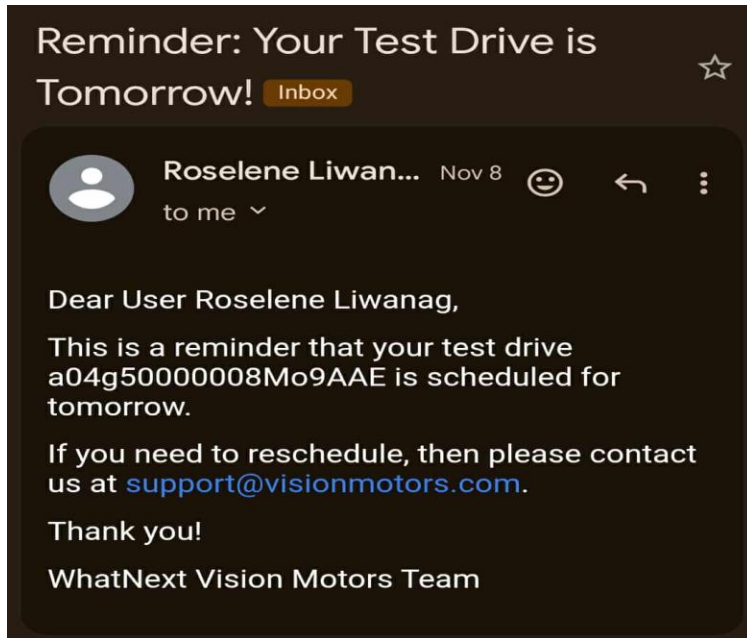 Reminder: Your Test Drive is
Tomorrow! Inbox
Roselene Liwan... Nov 8
to me
Dear User Roselene Liwanag,
This is a reminder that your test drive
a04g50000008Mo9AAE is scheduled for
tomorrow.
If you need to reschedule, then please contact
us at support@visionmotors.com.
Thank you!
WhatNext Vision Motors Team